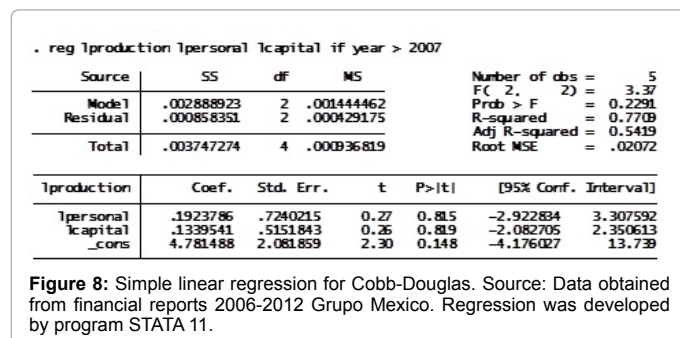 . reg lproduction lpersonal lcapital if year > 2007
Source | SS df MS Number of obs = 5
F( 2, 2) = 3.37
Model | .002888923 2 .001444462 Prob > F = 0.2291
Residual | .000858351 2 .000429175 R-squared = 0.7709
Adj R-squared = 0.5419
Total | .003747274 4 .000936819 Root MSE = .02072
lproduction | Coef. Std. Err. t P>|t| [95% Conf. Interval]
lpersonal | .1923786 .7240215 0.27 0.815 -2.922834 3.307592
lcapital | .1339541 .5151843 0.26 0.819 -2.082705 2.350613
_cons | 4.781488 2.081859 2.30 0.148 -4.176027 13.739
Figure 8: Simple linear regression for Cobb-Douglas. Source: Data obtained
from financial reports 2006-2012 Grupo Mexico. Regression was developed
by program STATA 11.